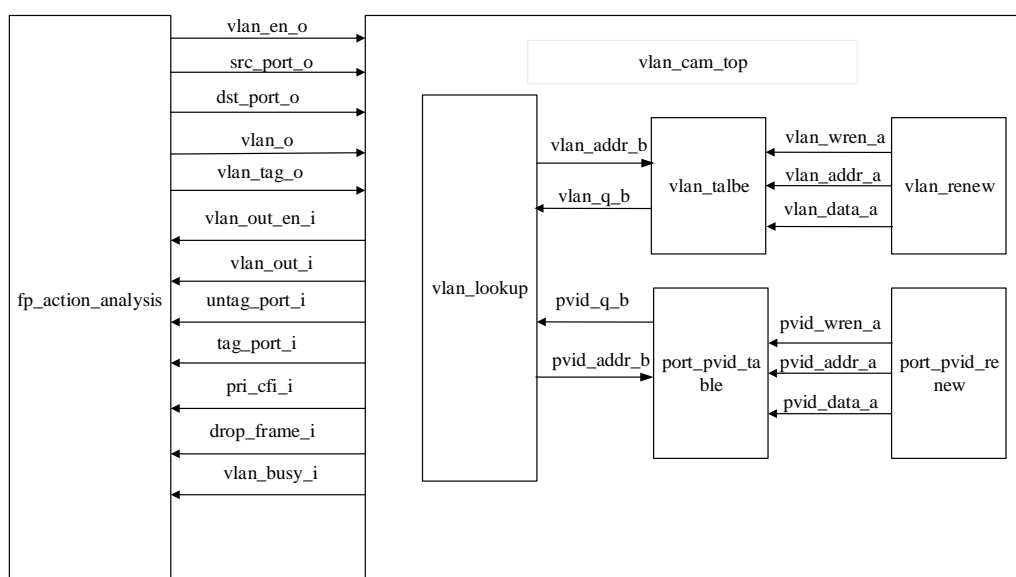 vlan_en_o
src_port_o
dst_port_o
vlan_o
vlan_tag_o
vlan_out_en_i
vlan_out_i
untag_port_i
tag_port_i
pri_cfi_i
drop_frame_i
vlan_busy_i
fp_action_analysis
vlan_cam_top
vlan_lookup
vlan_addr_b
vlan_q_b
pvid_q_b
pvid_addr_b
vlan_talbe
port_pvid_ta
ble
vlan_wren_a
vlan_addr_a
vlan_data_a
pvid_wren_a
pvid_addr_a
pvid_data_a
vlan_renew
port_pvid_re
new